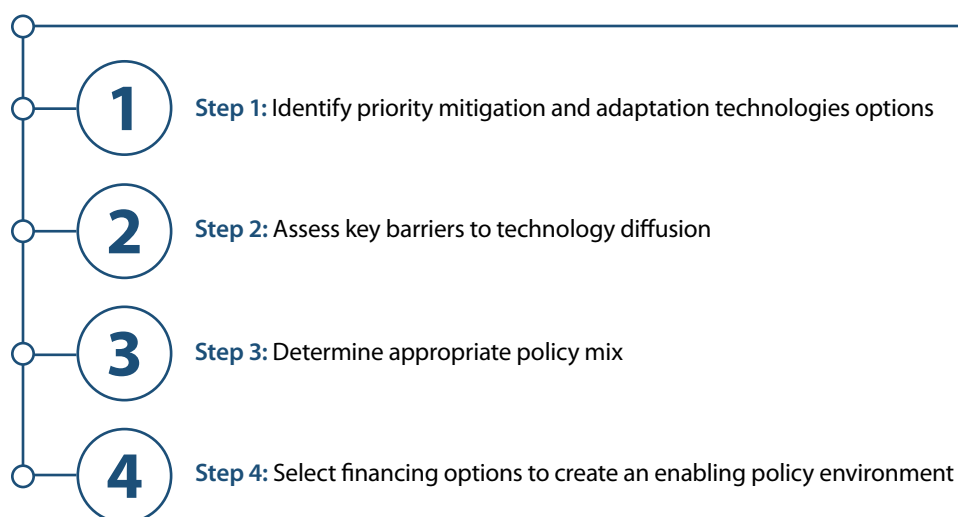 1
Step 1: Identify priority mitigation and adaptation technologies options
2
Step 2: Assess key barriers to technology diffusion
3
Step 3: Determine appropriate policy mix
4
Step 4: Select financing options to create an enabling policy environment